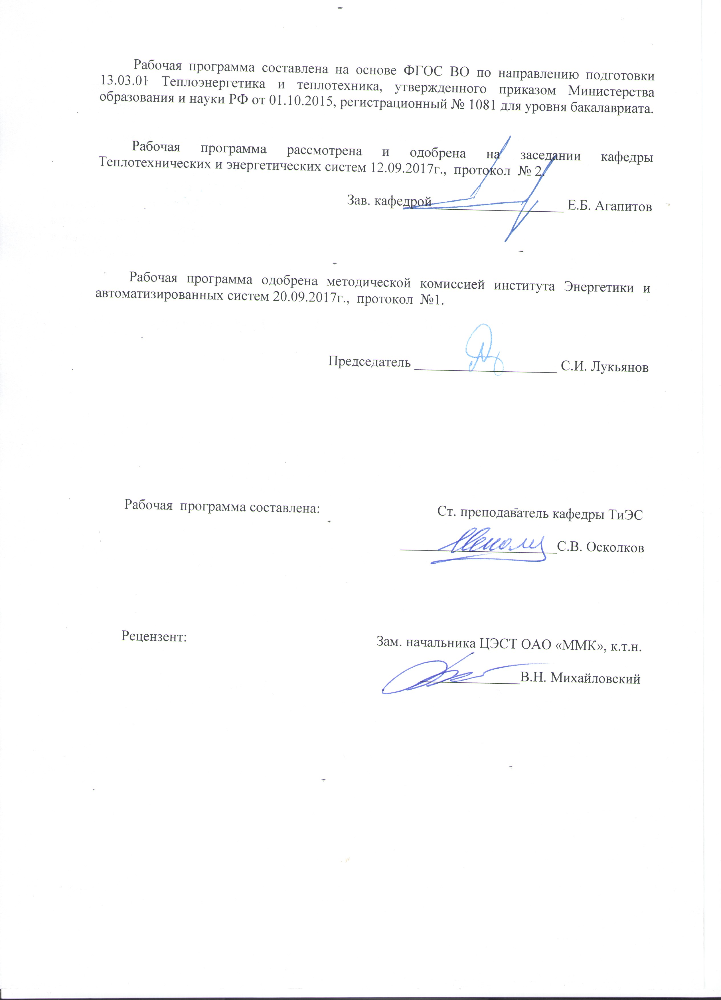 Рабочая программа составлена на основе ФГОС ВО по направлению подготовки
13.03.01 Теплоэнергетика и теплотехника, утвержденного приказом Министерства
образования и науки РФ от 01.10.2015, регистрационный № 1081 для уровня бакалавриата.
Рабочая программа рассмотрена и одобрена на заседании кафедры
Теплотехнических и энергетических систем 12.09.2017г., протокол № 2.
Зав. кафедрой _________________ Е.Б. Агапитов
Рабочая программа одобрена методической комиссией института Энергетики и
автоматизированных систем 20.09.2017г., протокол №1.
Председатель ___________________ С.И. Лукьянов
Рабочая программа составлена: Ст. преподаватель кафедры ТиЭС
_____________________С.В. Осколков
Рецензент: Зам. начальника ЦЭСТ ОАО «ММК», к.т.н.
_____________В.Н. Михайловский